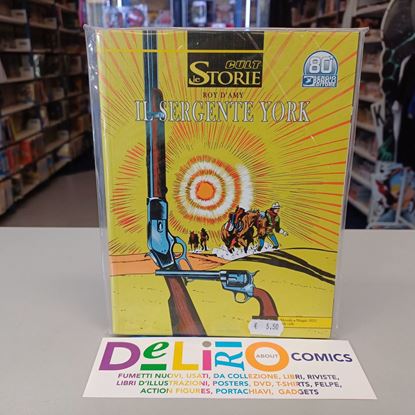 CULT
le STORIE
80
SERGIO BONELLI EDITORE
ROY D'AMY
IL SERGENTE YORK
€ 5,50
DeLiRiO ABOUT COMICS
FUMETTI NUOVI, USATI, DA COLLEZIONE, LIBRI, RIVISTE,
LIBRI D'ILLUSTRAZIONI, POSTERS, DVD, T-SHIRTS, FELPE,
ACTION FIGURES, PORTACHIAVI, GADGETS